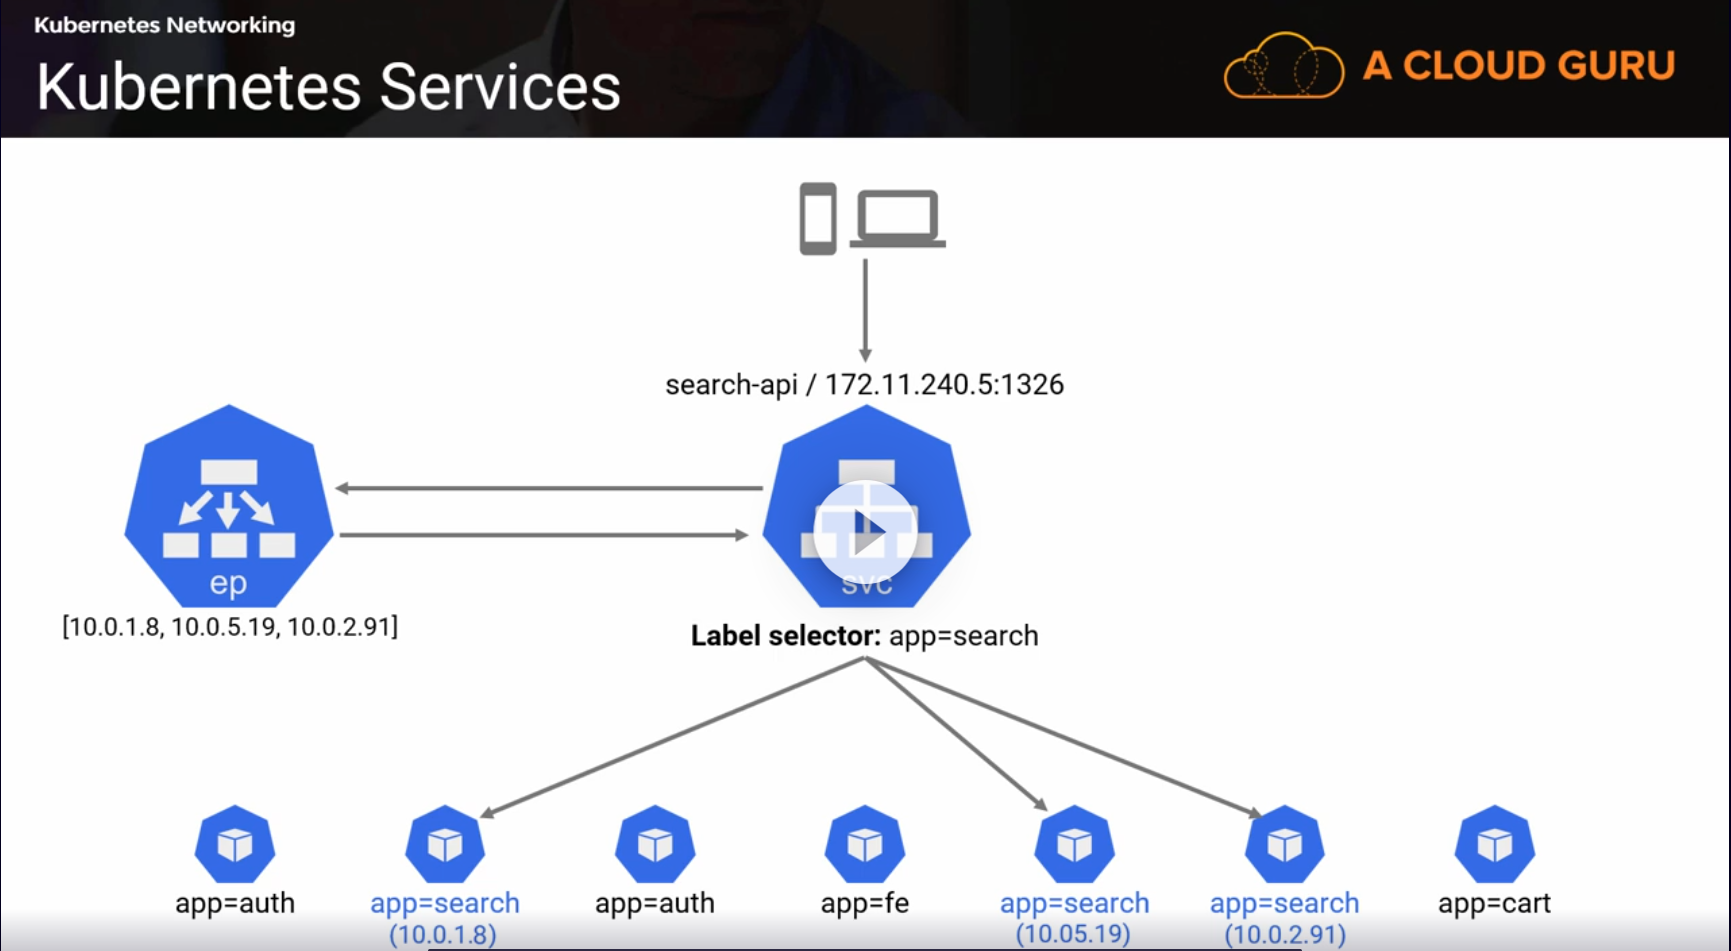 Kubernetes Networking
Kubernetes Services
A CLOUD GURU
search-api / 172.11.240.5:1326
ep
svc
[10.0.1.8, 10.0.5.19, 10.0.2.91]
Label selector: app=search
app=auth
app=search
(10.0.1.8)
app=auth
app=fe
app=search
(10.05.19)
app=search
(10.0.2.91)
app=cart